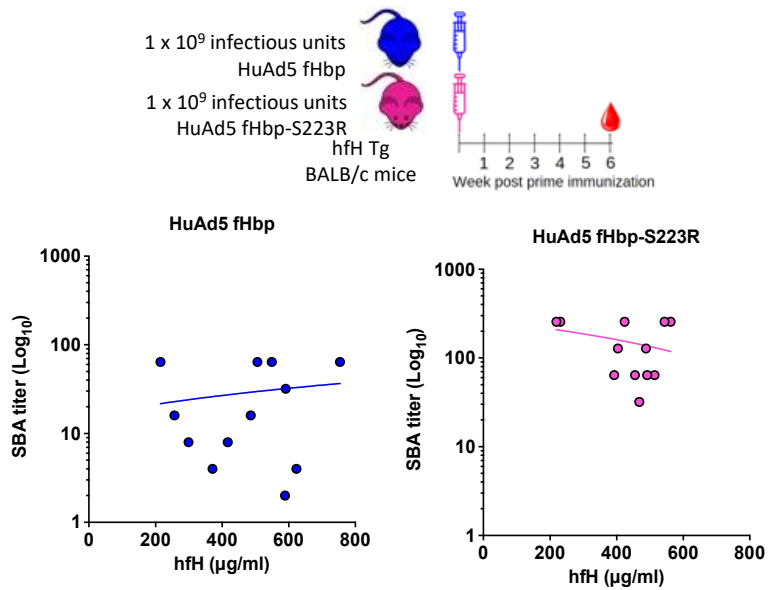 1 x 10⁹ infectious units
HuAd5 fHbp
1 x 10⁹ infectious units
HuAd5 fHbp-S223R
hfH Tg
BALB/c mice
1 2 3 4 5 6
Week post prime immunization
HuAd5 fHbp
SBA titer (Log₁₀)
1000
100
10
1
0 200 400 600 800
hfH (µg/ml)
HuAd5 fHbp-S223R
SBA titer (Log₁₀)
1000
100
10
1
0 200 400 600 800
hfH (µg/ml)